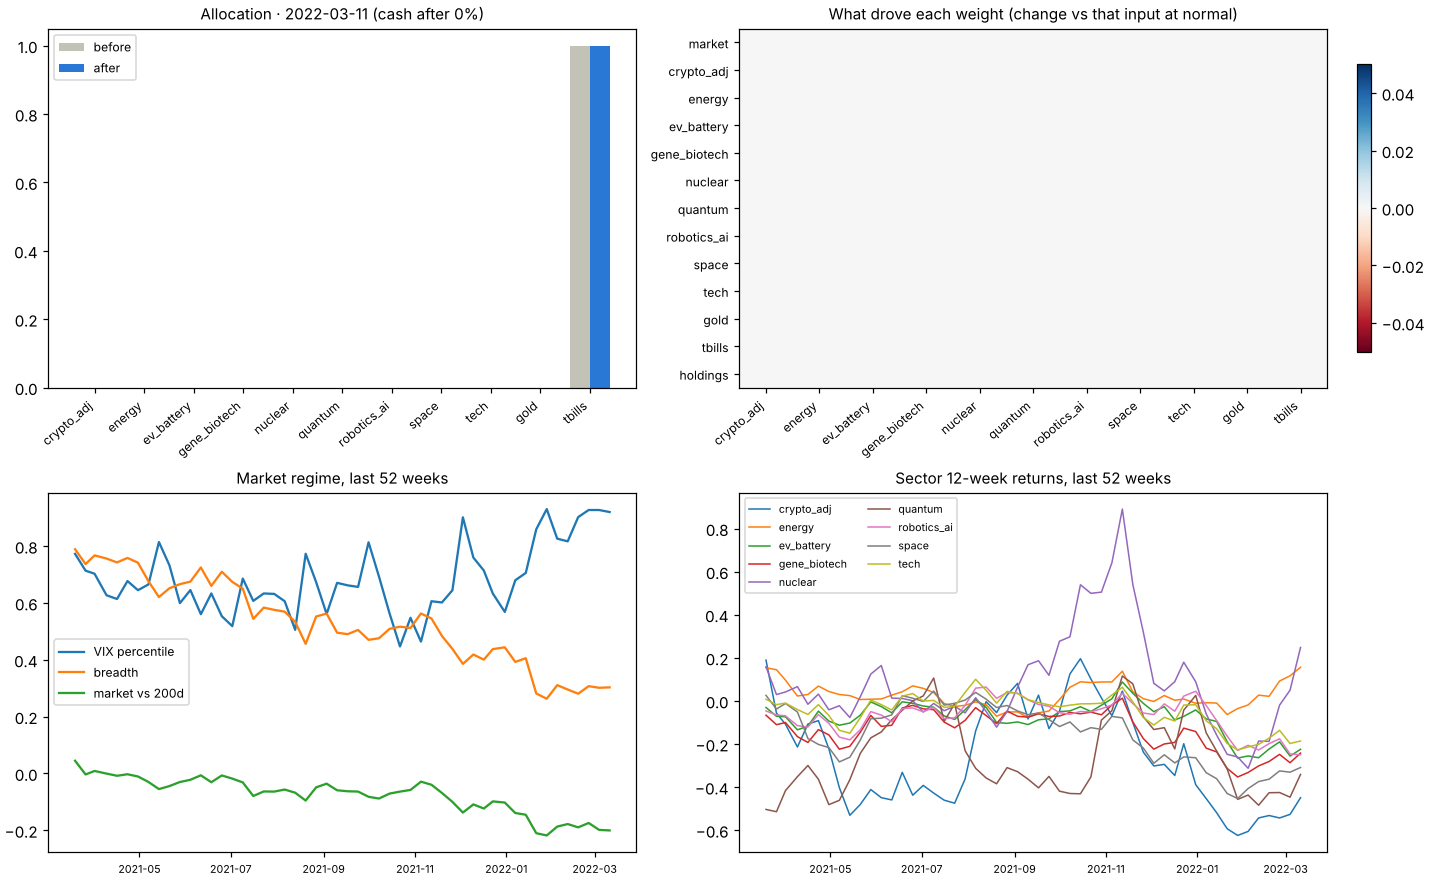 Allocation · 2022-03-11 (cash after 0%)
before
after
1.0
0.8
0.6
0.4
0.2
0.0
crypto_adj
energy
ev_battery
gene_biotech
nuclear
quantum
robotics_ai
space
tech
gold
tbills
What drove each weight (change vs that input at normal)
market
crypto_adj
energy
ev_battery
gene_biotech
nuclear
quantum
robotics_ai
space
tech
gold
tbills
holdings
crypto_adj
energy
ev_battery
gene_biotech
nuclear
quantum
robotics_ai
space
tech
gold
tbills
0.04
0.02
0.00
−0.02
−0.04
Market regime, last 52 weeks
0.8
0.6
0.4
0.2
0.0
−0.2
VIX percentile
breadth
market vs 200d
2021-05
2021-07
2021-09
2021-11
2022-01
2022-03
Sector 12-week returns, last 52 weeks
crypto_adj
energy
ev_battery
gene_biotech
nuclear
quantum
robotics_ai
space
tech
0.8
0.6
0.4
0.2
0.0
−0.2
−0.4
−0.6
2021-05
2021-07
2021-09
2021-11
2022-01
2022-03